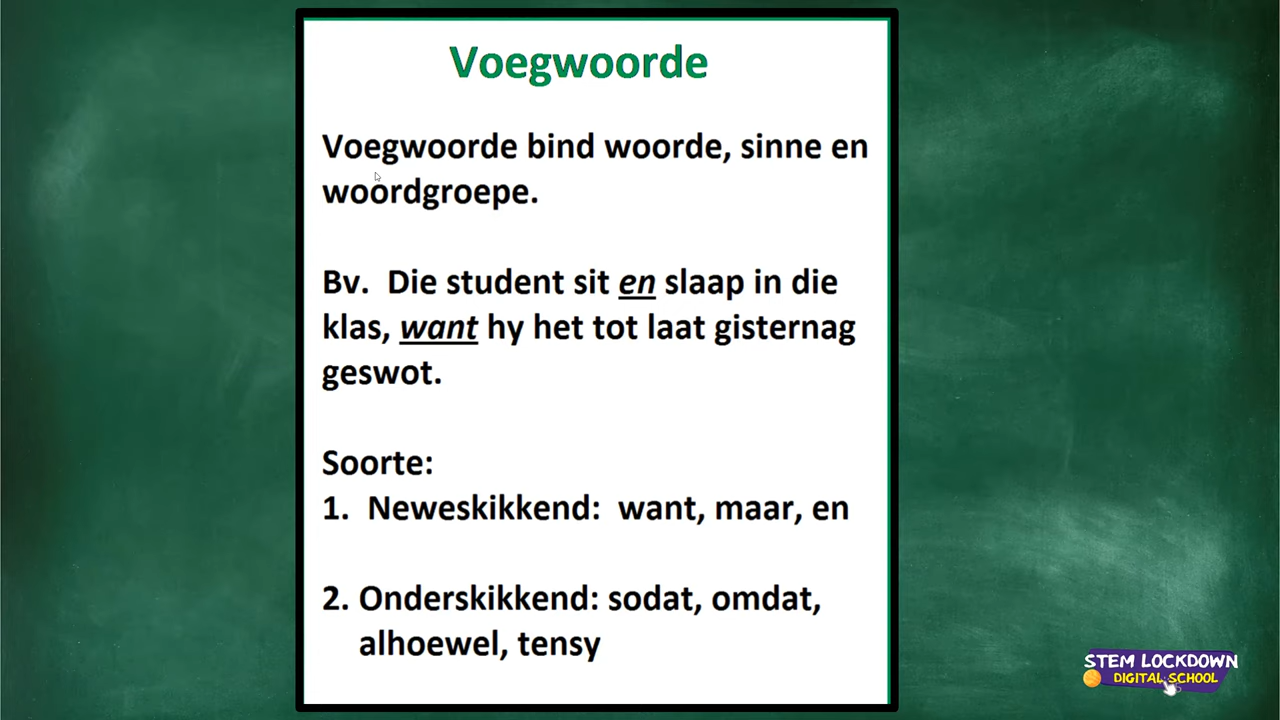 Voegwoorde
Voegwoorde bind woorde, sinne en
woordgroepe.
Bv. Die student sit en slaap in die
klas, want hy het tot laat gisternag
geswot.
Soorte:
1. Neweskikkend: want, maar, en
2. Onderskikkend: sodat, omdat,
alhoewel, tensy
STEM LOCKDOWN
DIGITAL SCHOOL